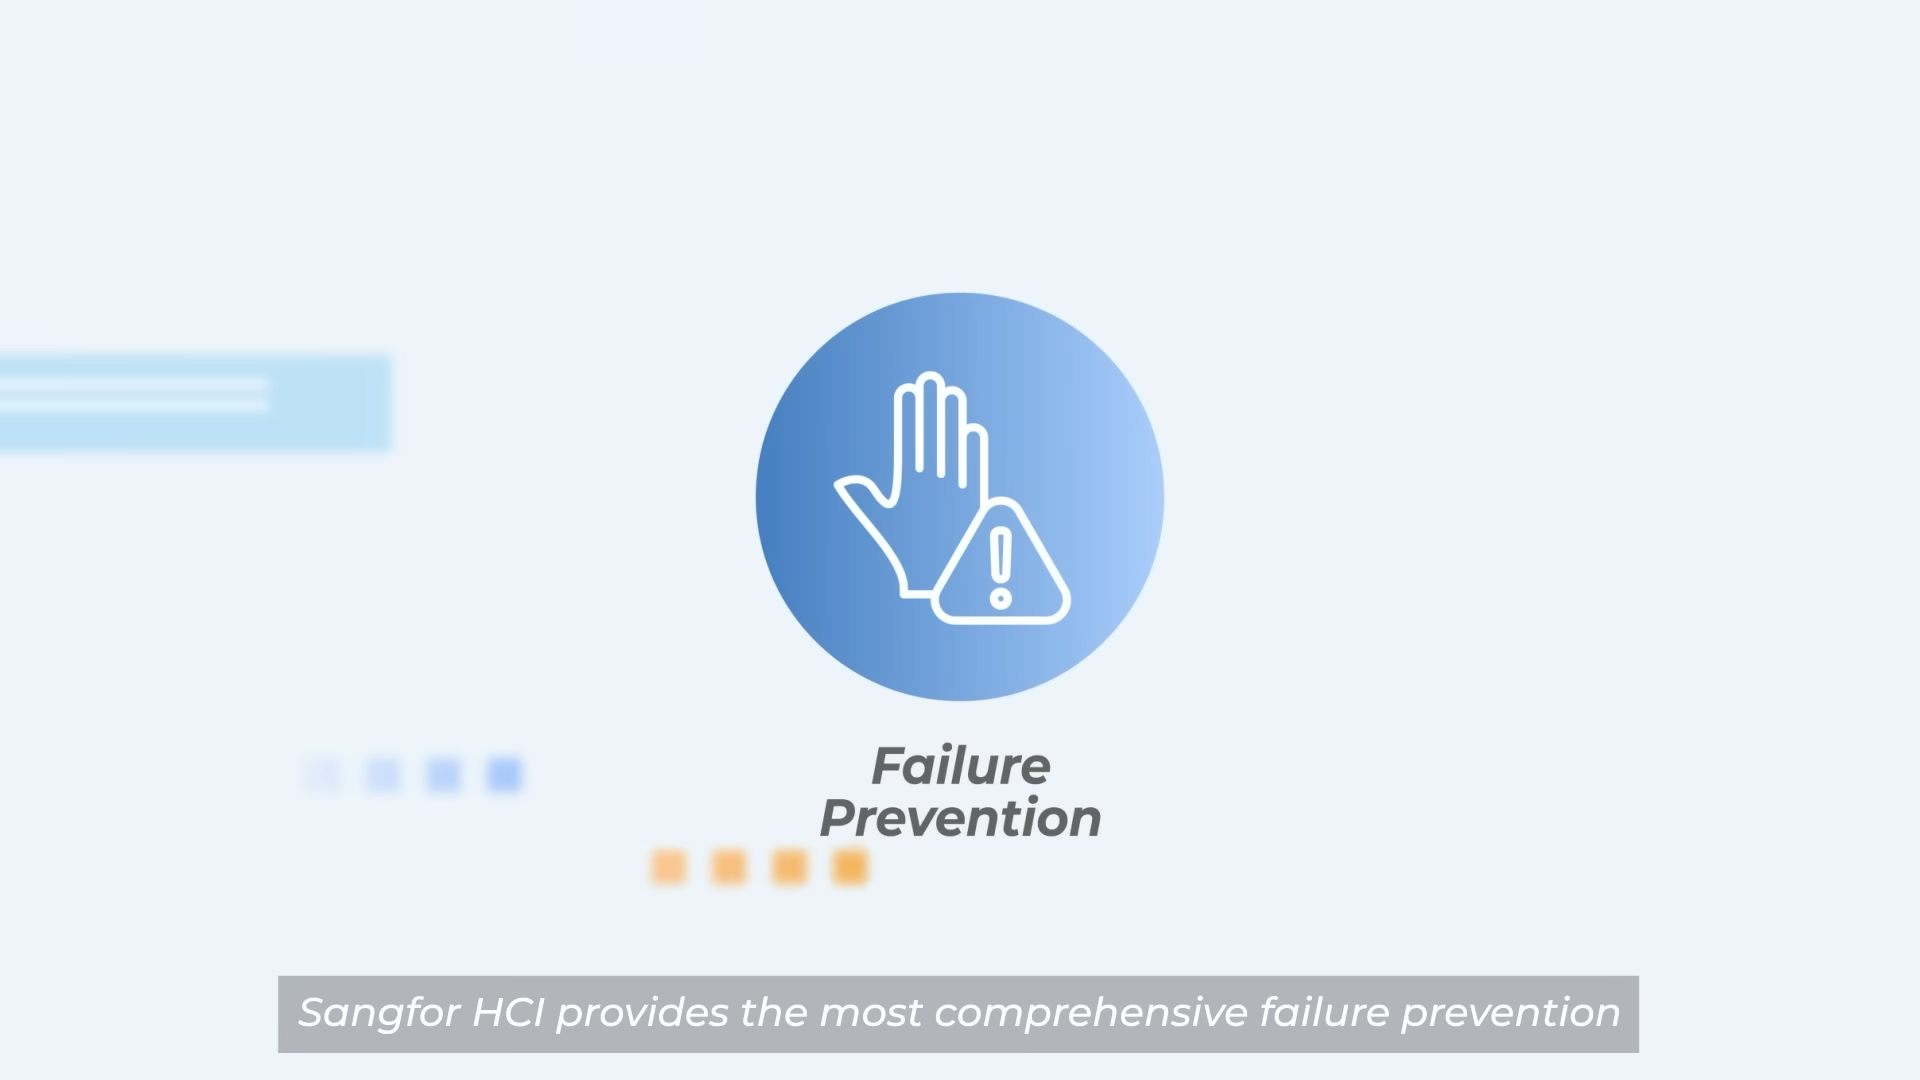 Failure
Prevention
Sangfor HCI provides the most comprehensive failure prevention